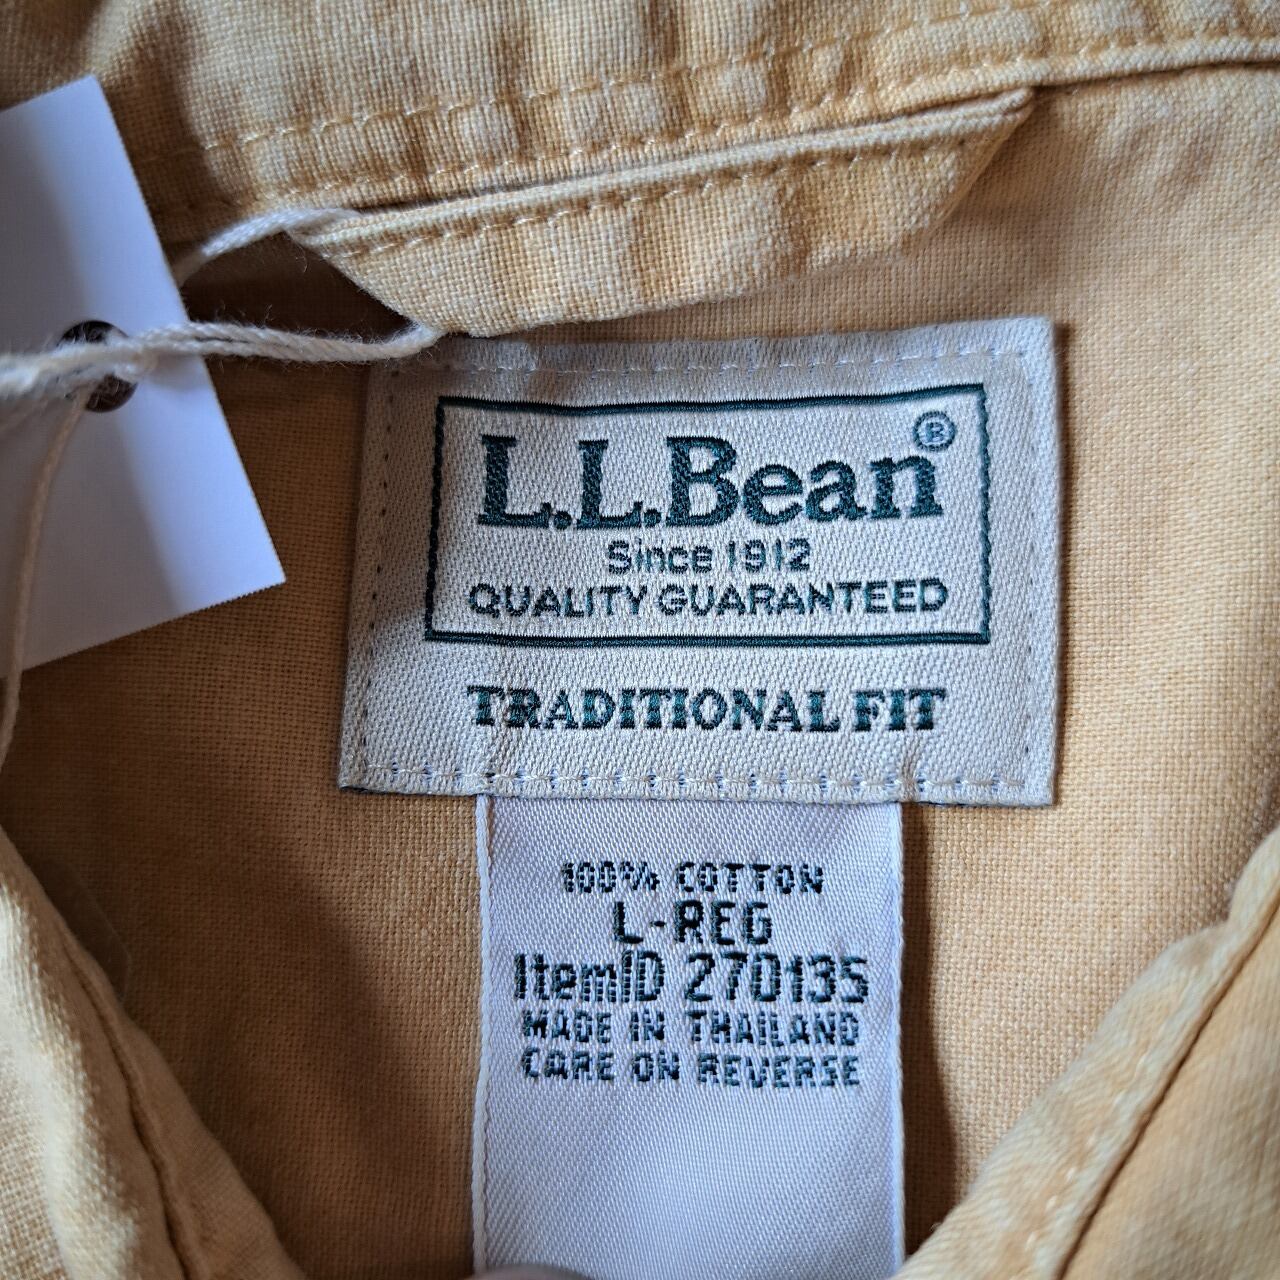 L.L.Bean®
Since 1912
QUALITY GUARANTEED
TRADITIONAL FIT
100% COTTON
L-REG
ItemID 270135
MADE IN THAILAND
CARE ON REVERSE